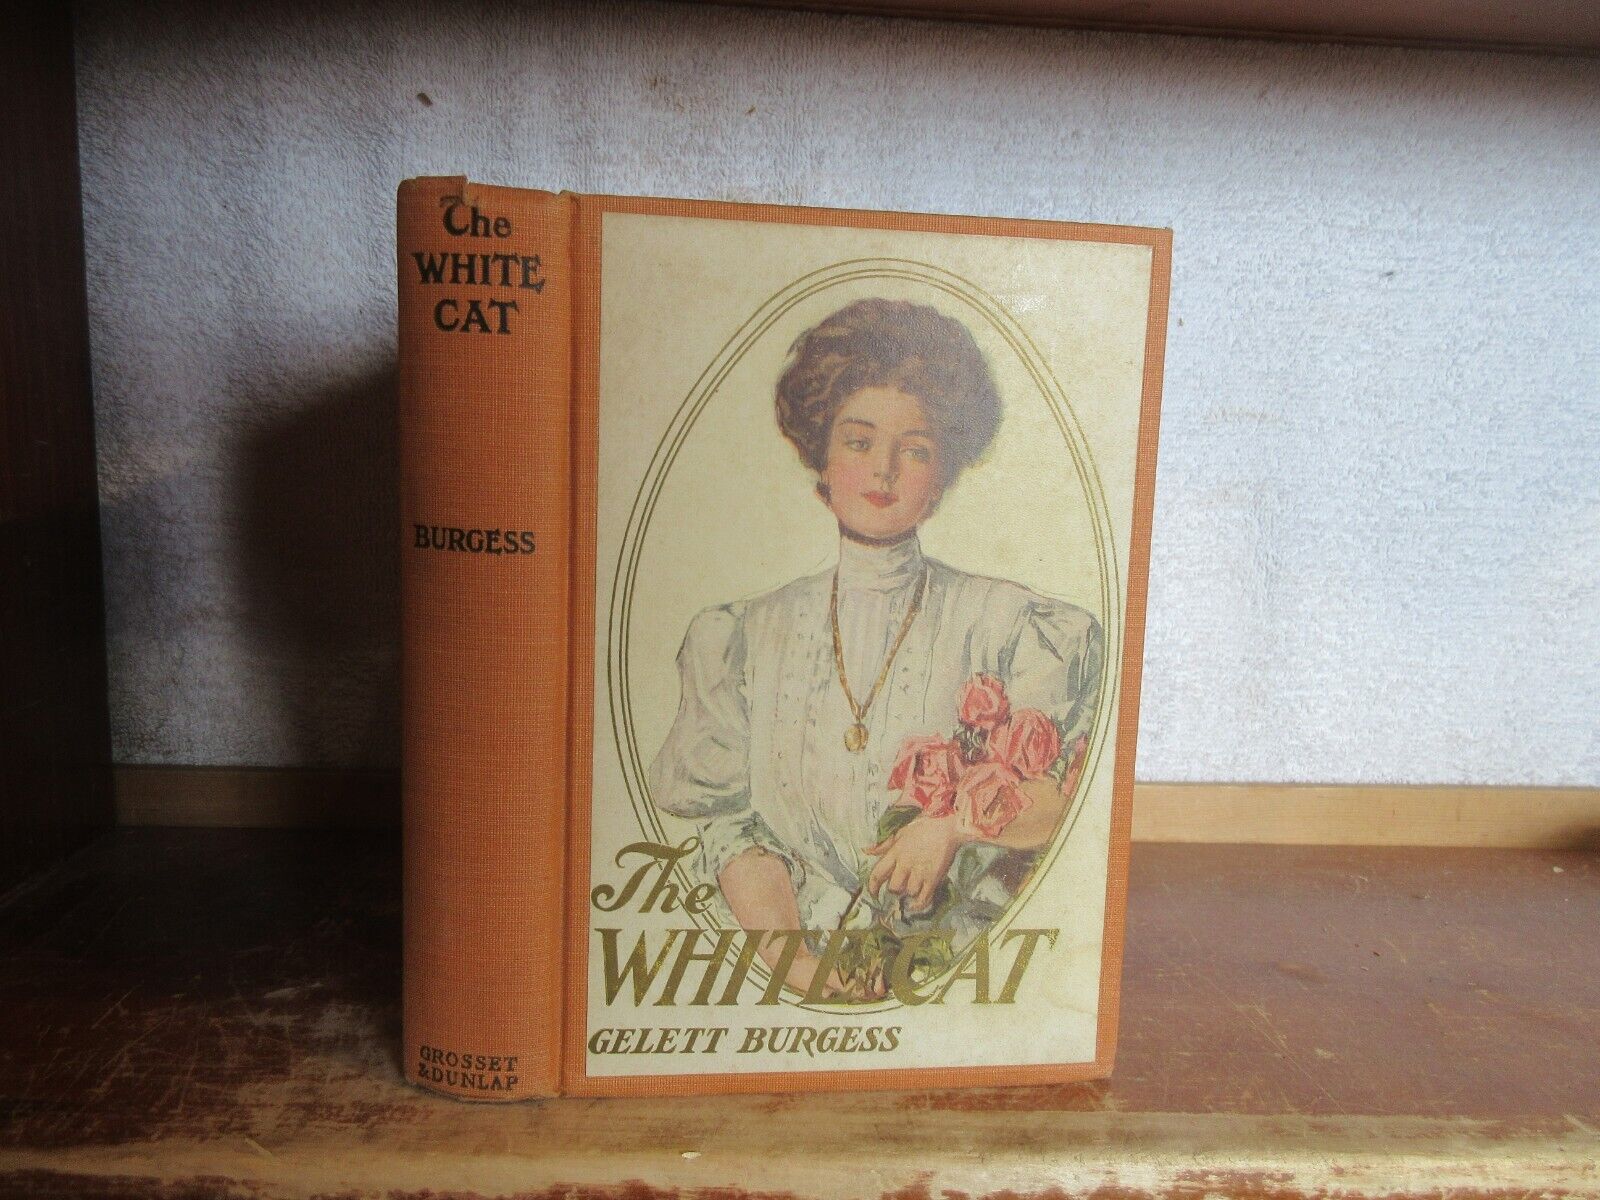 The
WHITE
CAT
BURGESS
GROSSET
& DUNLAP
The
WHITE CAT
GELETT BURGESS